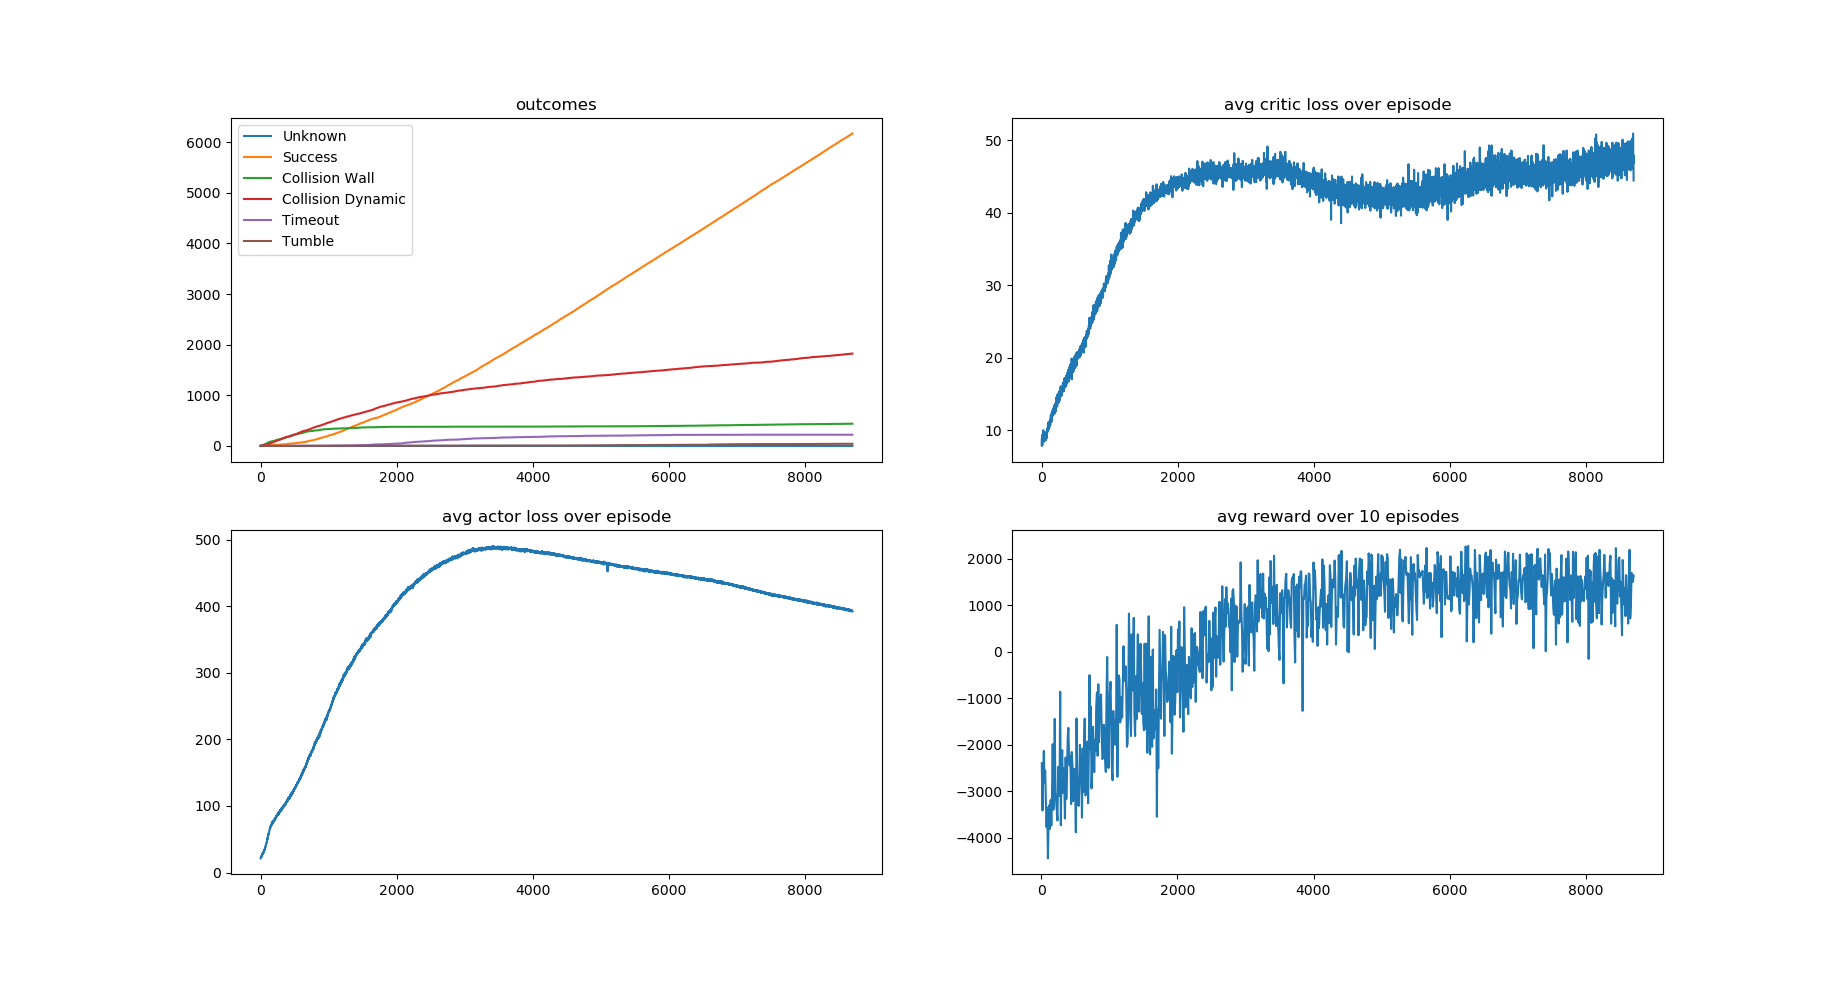 outcomes
6000
5000
4000
3000
2000
1000
0
0 2000 4000 6000 8000
Unknown
Success
Collision Wall
Collision Dynamic
Timeout
Tumble
avg critic loss over episode
50
40
30
20
10
0 2000 4000 6000 8000
avg actor loss over episode
500
400
300
200
100
0
0 2000 4000 6000 8000
avg reward over 10 episodes
2000
1000
0
−1000
−2000
−3000
−4000
0 2000 4000 6000 8000